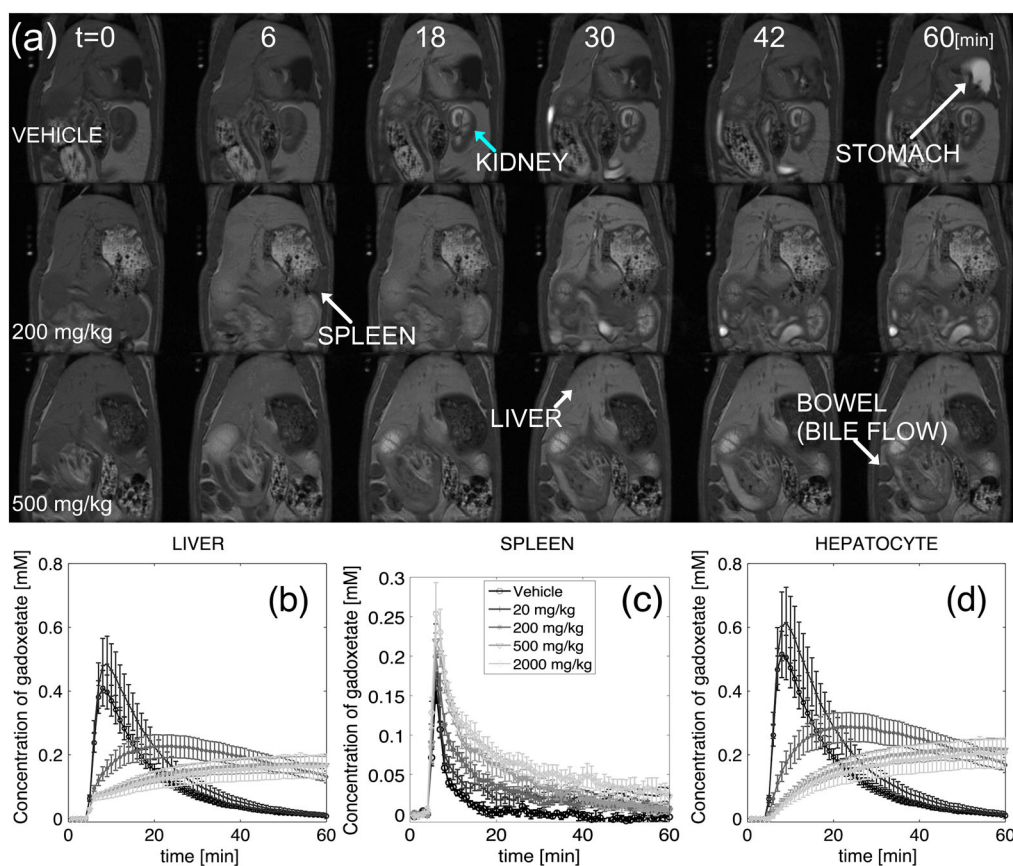 (a)
t=0 6 18 30 42 60[min]
VEHICLE
KIDNEY
STOMACH
200 mg/kg
SPLEEN
LIVER
BOWEL
(BILE FLOW)
500 mg/kg
LIVER
Concentration of gadoxetate [mM]
0.8
0.6
0.4
0.2
0
0 20 40 60
time [min]
(b)
SPLEEN
Concentration of gadoxetate [mM]
0.3
0.25
0.2
0.15
0.1
0.05
0
0 20 40 60
time [min]
(c)
Vehicle
20 mg/kg
200 mg/kg
500 mg/kg
2000 mg/kg
HEPATOCYTE
Concentration of gadoxetate [mM]
0.8
0.6
0.4
0.2
0
0 20 40 60
time [min]
(d)